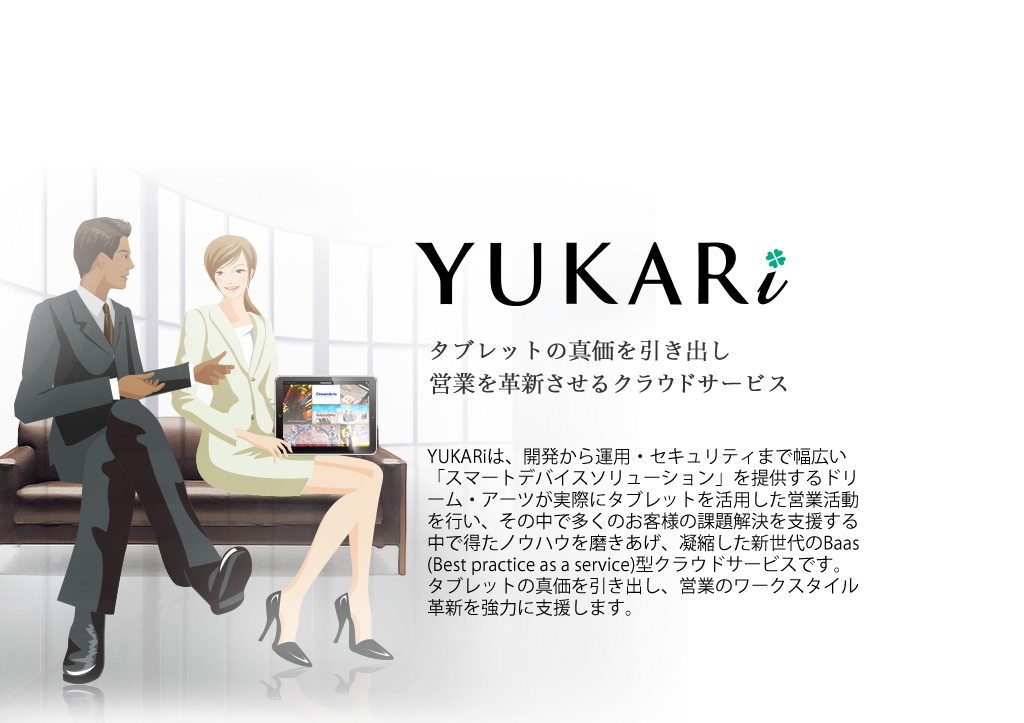 YUKARi
タブレットの真価を引き出し
営業を革新させるクラウドサービス
YUKARiは、開発から運用・セキュリティまで幅広い
「スマートデバイスソリューション」を提供するドリ
ーム・アーツが実際にタブレットを活用した営業活動
を行い、その中で多くのお客様の課題解決を支援する
中で得たノウハウを磨きあげ、凝縮した新世代のBaas
(Best practice as a service)型クラウドサービスです。
タブレットの真価を引き出し、営業のワークスタイル
革新を強力に支援します。
DreamArts